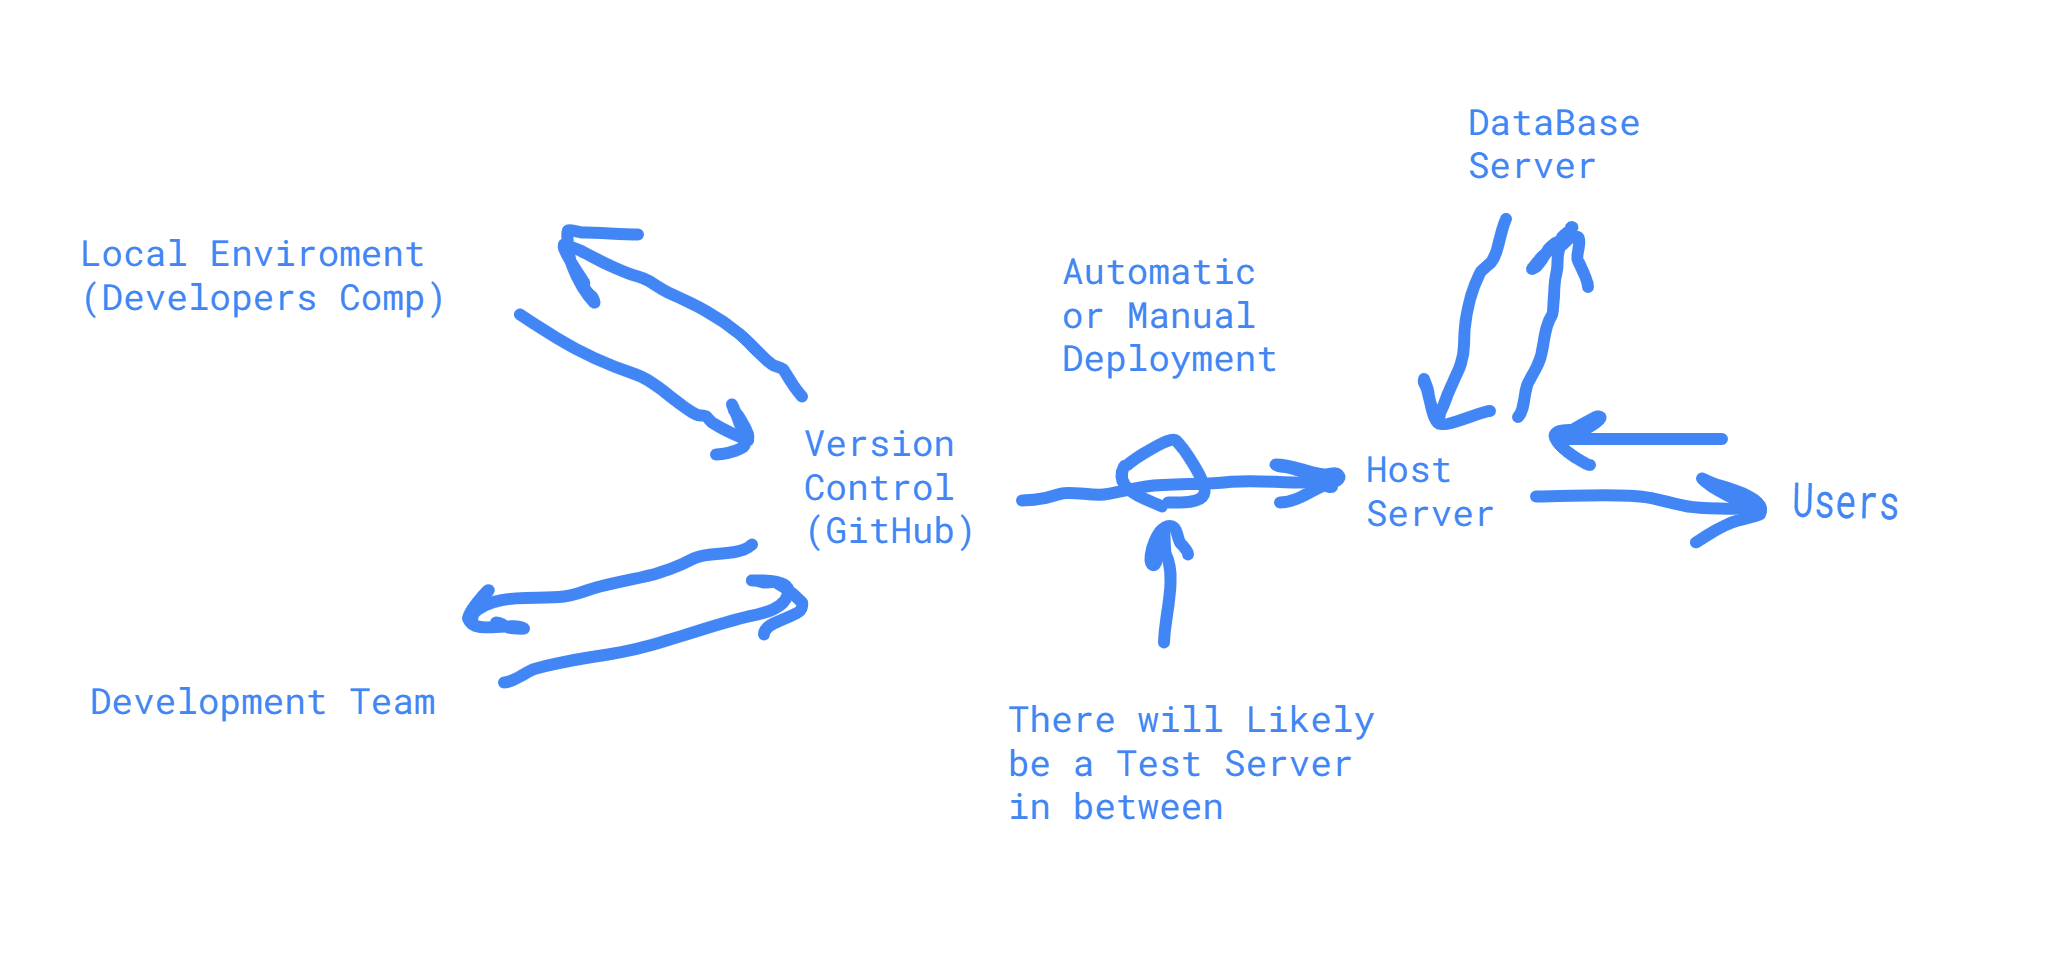 DataBase
Server
Local Enviroment
(Developers Comp)
Automatic
or Manual
Deployment
Version
Control
(GitHub)
Host
Server
Users
Development Team
There will Likely
be a Test Server
in between